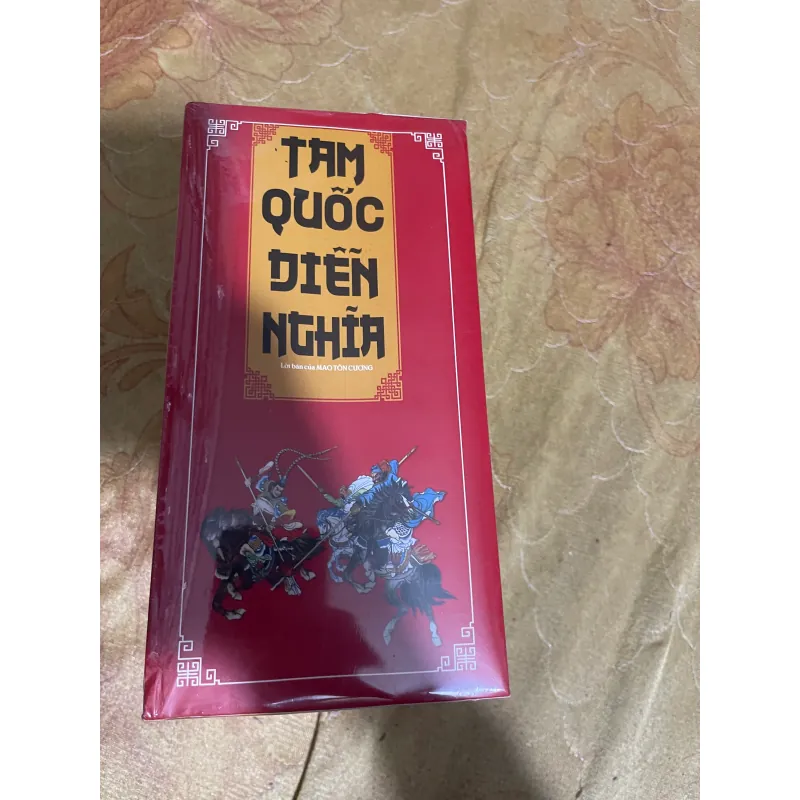 TAM
QUỐC
DIỄN
NGHĨA
Lời bàn của MAO TÔN CƯƠNG